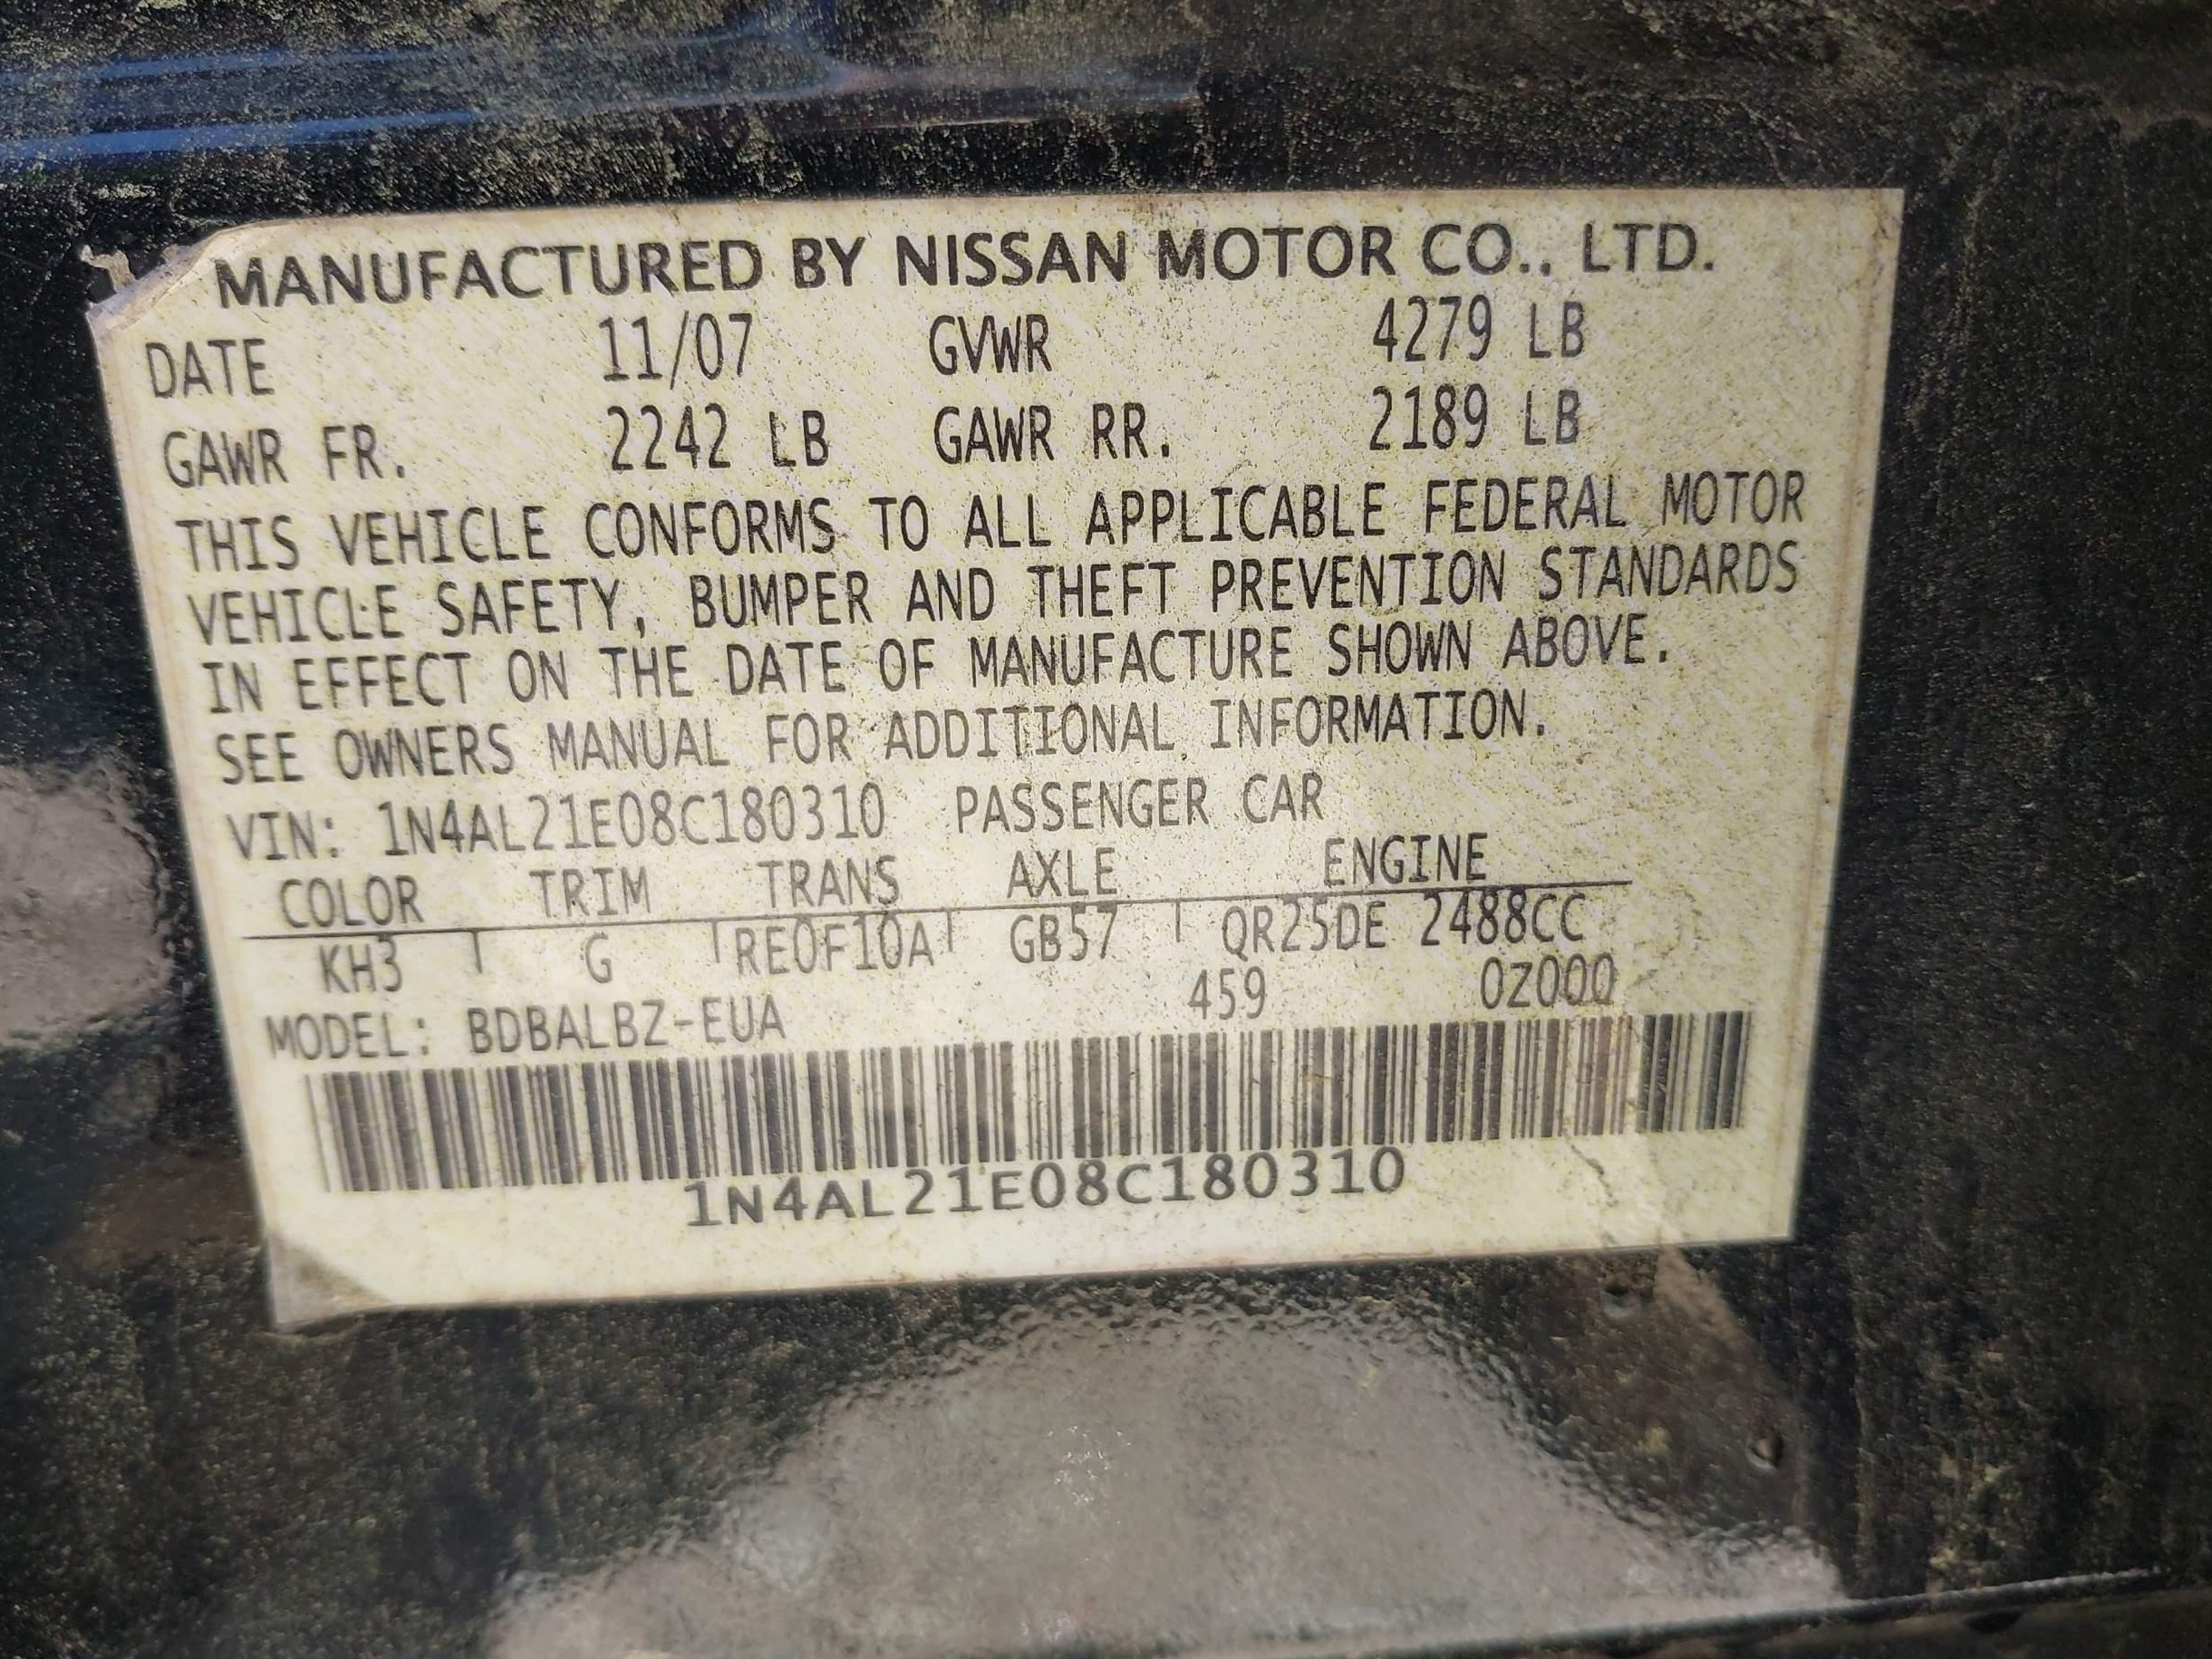 MANUFACTURED BY NISSAN MOTOR CO., LTD.
DATE 11/07 GVWR 4279 LB
GAWR FR. 2242 LB GAWR RR. 2189 LB
THIS VEHICLE CONFORMS TO ALL APPLICABLE FEDERAL MOTOR
VEHICLE SAFETY, BUMPER AND THEFT PREVENTION STANDARDS
IN EFFECT ON THE DATE OF MANUFACTURE SHOWN ABOVE.
SEE OWNERS MANUAL FOR ADDITIONAL INFORMATION.
VIN: 1N4AL21E08C180310 PASSENGER CAR
COLOR TRIM TRANS AXLE ENGINE
KH3 G RE0F10A GB57 QR25DE 2488CC
459 0Z000
MODEL: BDBALBZ-EUA
1N4AL21E08C180310